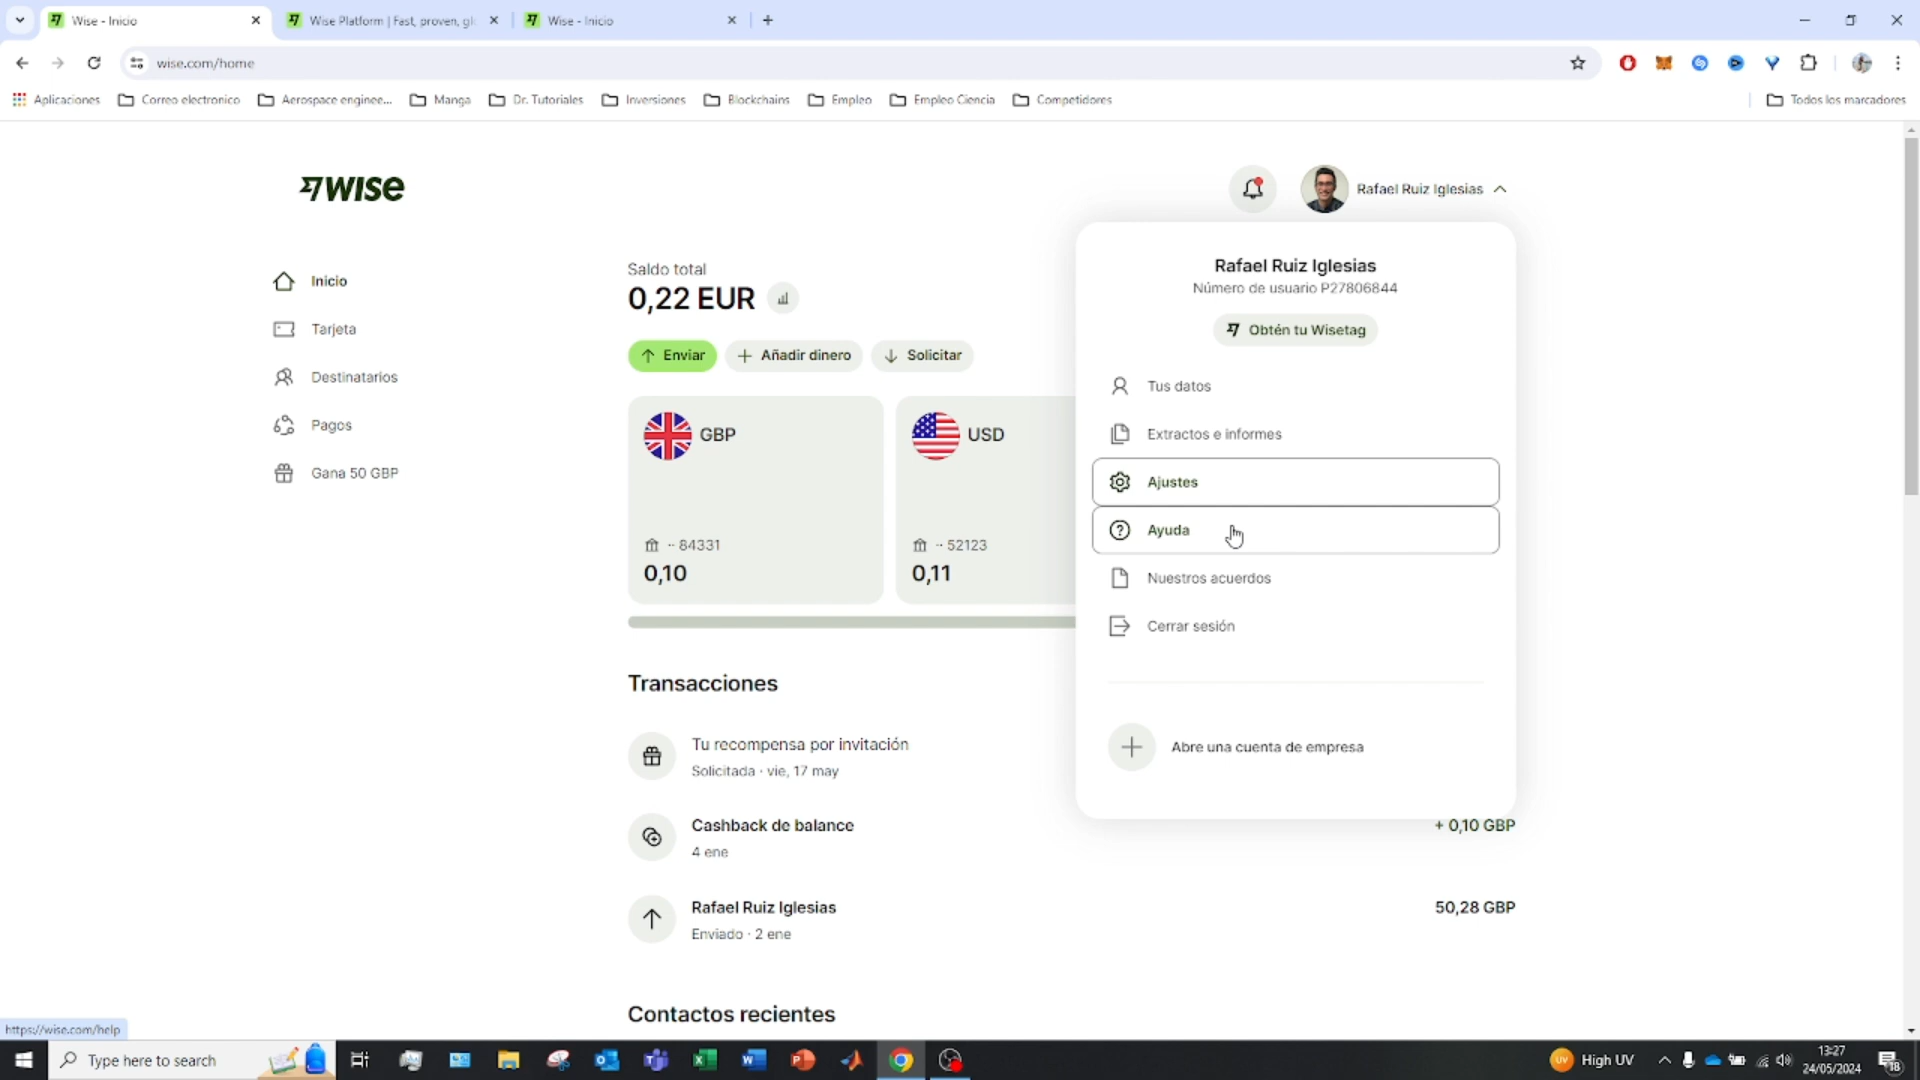 Wise - Inicio
Wise Platform | Fast, proven, gl
Wise - Inicio
wise.com/home
Aplicaciones
Correo electronico
Aerospace enginee...
Manga
Dr. Tutoriales
Inversiones
Blockchains
Empleo
Empleo Ciencia
Competidores
Todos los marcadores
WISE
Rafael Ruiz Iglesias
Inicio
Tarjeta
Destinatarios
Pagos
Gana 50 GBP
Saldo total
0,22 EUR
Enviar
Añadir dinero
Solicitar
GBP
·· 84331
0,10
USD
·· 52123
0,11
Rafael Ruiz Iglesias
Número de usuario P27806844
Obtén tu Wisetag
Tus datos
Extractos e informes
Ajustes
Ayuda
Nuestros acuerdos
Cerrar sesión
Abre una cuenta de empresa
Transacciones
Tu recompensa por invitación
Solicitada · vie, 17 may
Cashback de balance
4 ene
+ 0,10 GBP
Rafael Ruiz Iglesias
Enviado · 2 ene
50,28 GBP
Contactos recientes
https://wise.com/help
Type here to search
UV
High UV
13:27
24/05/2024
18